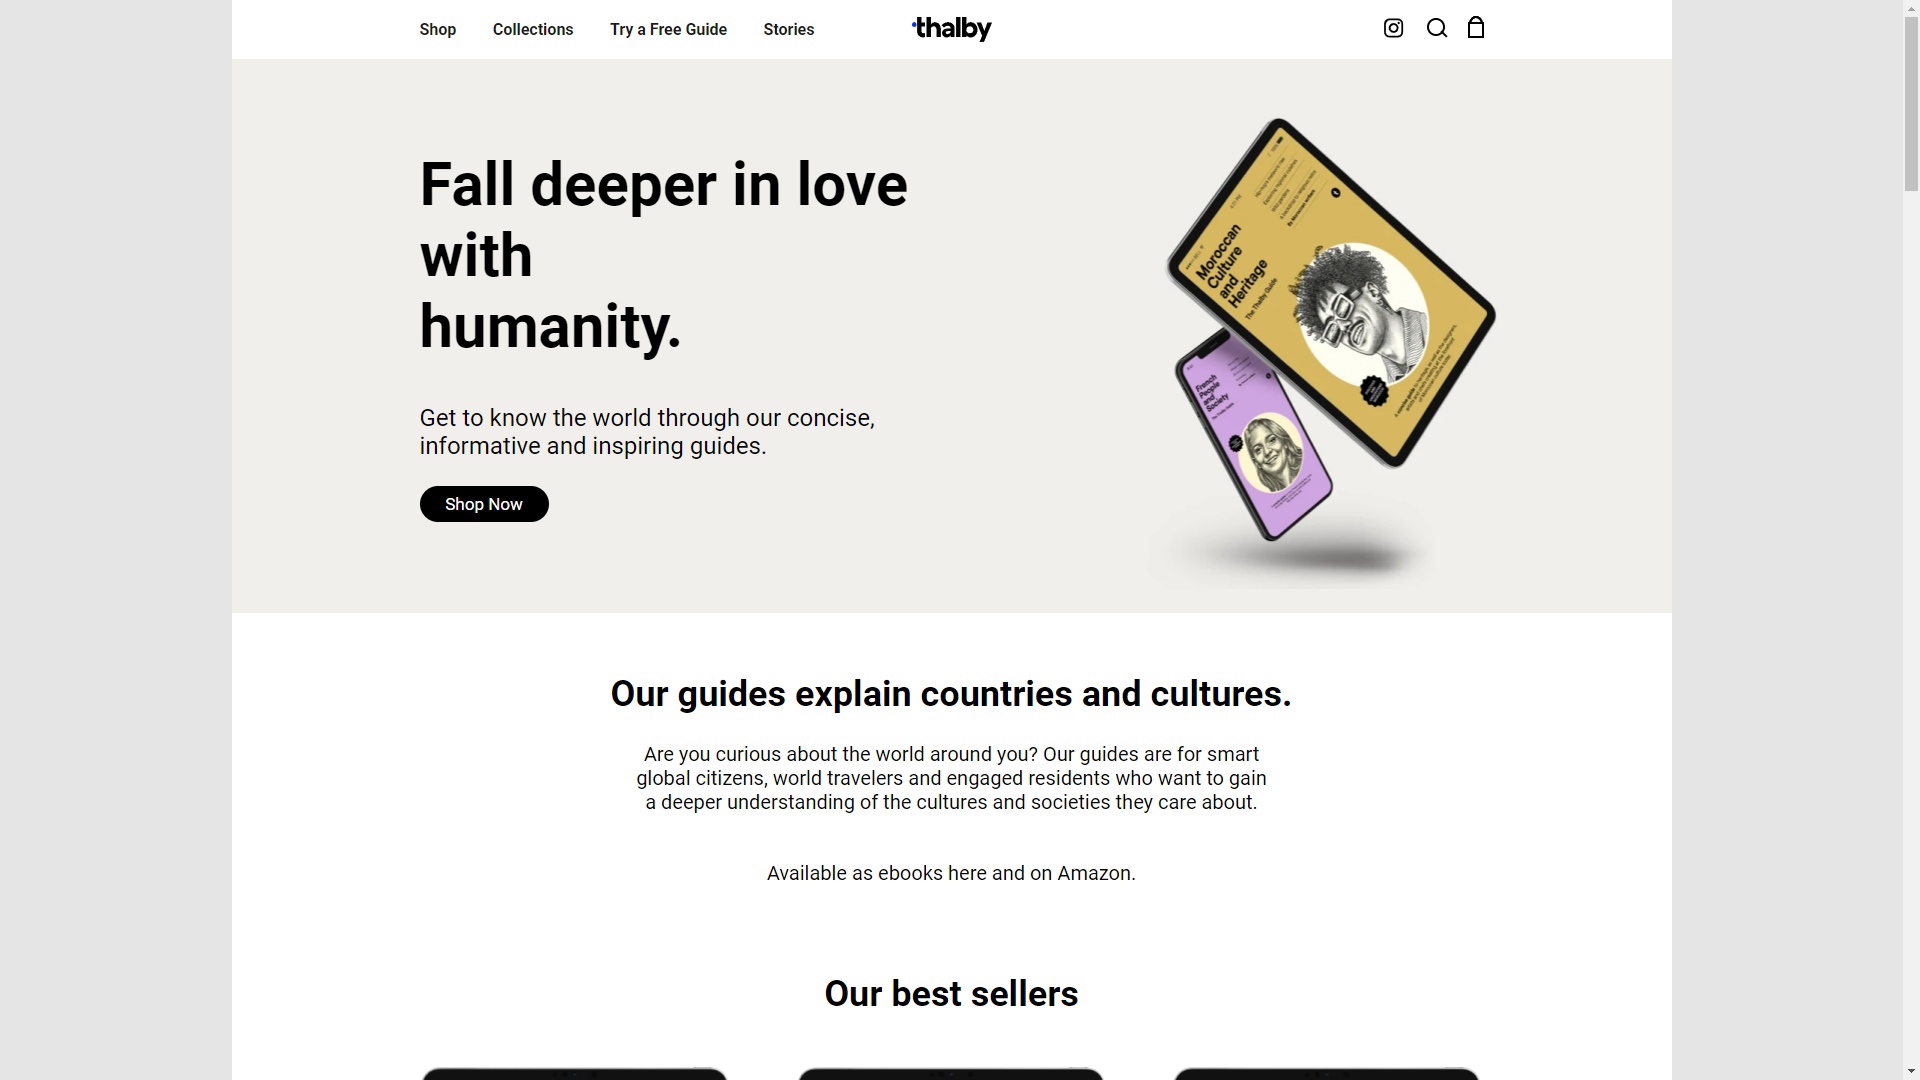 Shop
Collections
Try a Free Guide
Stories
thalby
Fall deeper in love
with
humanity.
Get to know the world through our concise,
informative and inspiring guides.
Shop Now
Moroccan
Culture
and
Heritage
The Thalby Guide
French
People
and
Society
Our guides explain countries and cultures.
Are you curious about the world around you? Our guides are for smart
global citizens, world travelers and engaged residents who want to gain
a deeper understanding of the cultures and societies they care about.
Available as ebooks here and on Amazon.
Our best sellers